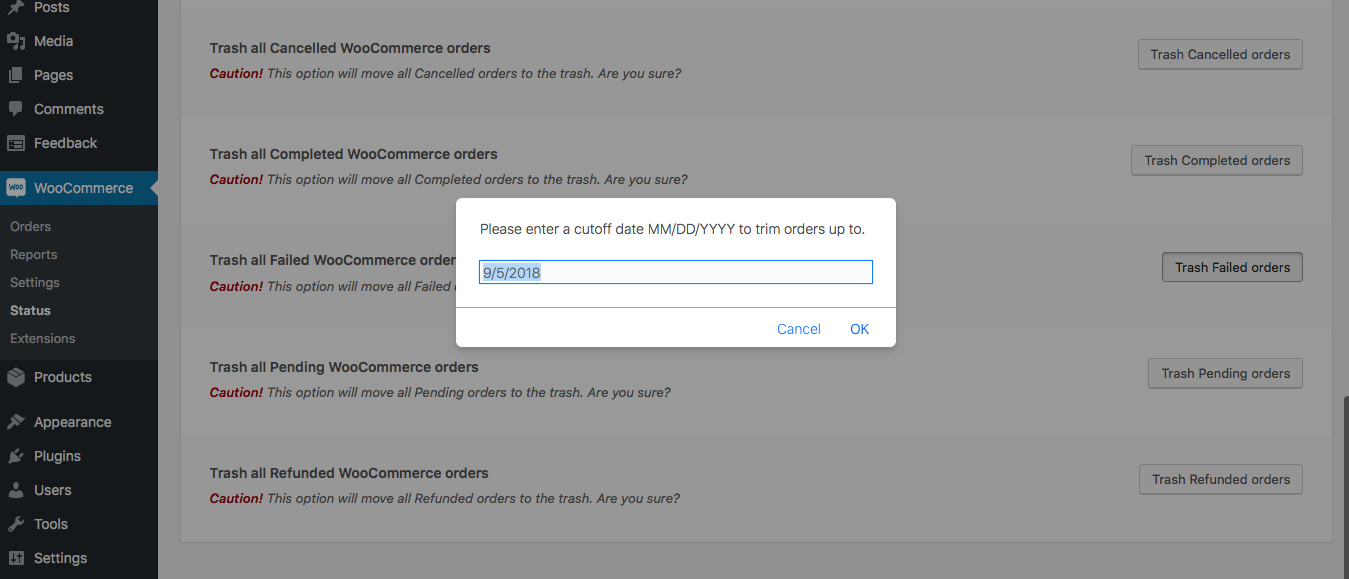 Posts
Media
Pages
Comments
Feedback
WOO WooCommerce
Orders
Reports
Settings
Status
Extensions
Products
Appearance
Plugins
Users
Tools
Settings
Trash all Cancelled WooCommerce orders
Caution! This option will move all Cancelled orders to the trash. Are you sure?
Trash Cancelled orders
Trash all Completed WooCommerce orders
Caution! This option will move all Completed orders to the trash. Are you sure?
Trash Completed orders
Trash all Failed WooCommerce order
Caution! This option will move all Failed
Trash Failed orders
Please enter a cutoff date MM/DD/YYYY to trim orders up to.
9/5/2018
Cancel OK
Trash all Pending WooCommerce orders
Caution! This option will move all Pending orders to the trash. Are you sure?
Trash Pending orders
Trash all Refunded WooCommerce orders
Caution! This option will move all Refunded orders to the trash. Are you sure?
Trash Refunded orders